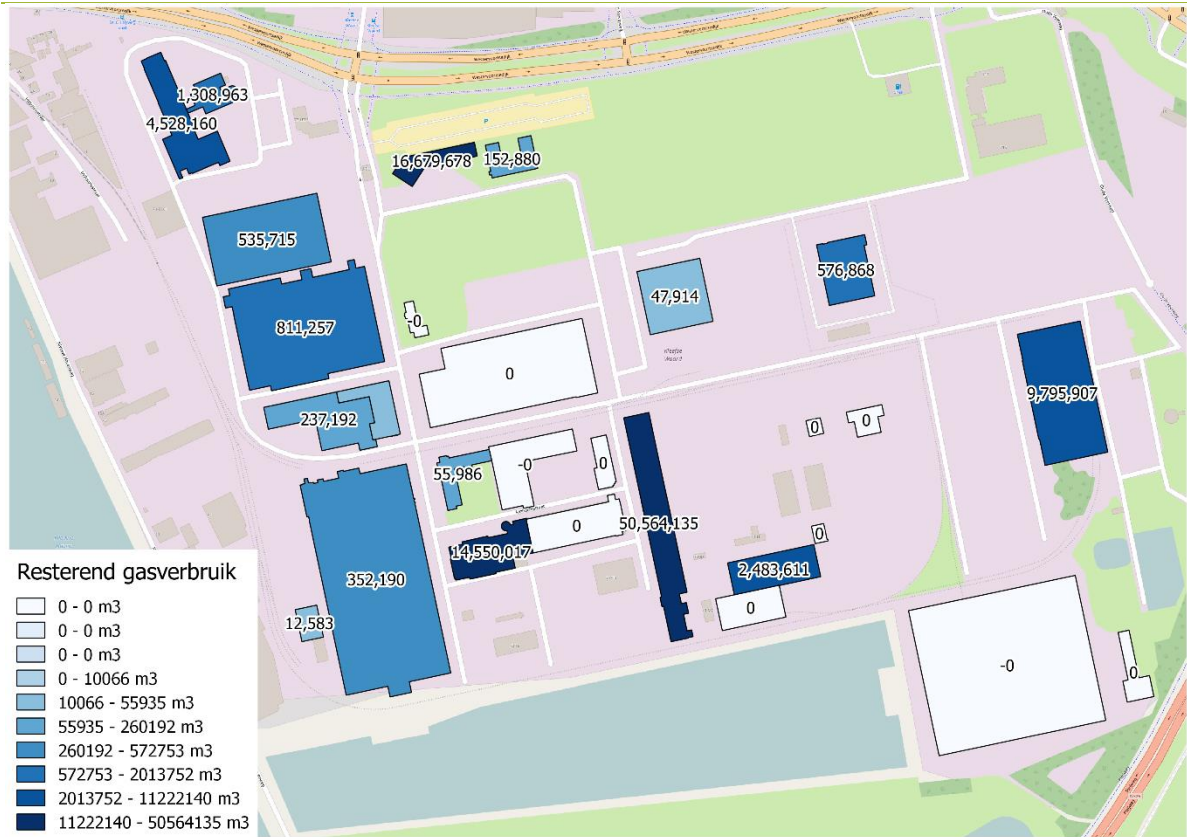 Westervoortsedijk
Westervoortsedijk
P
1,308,963
4,528,160
16,679,678
152,880
535,715
576,868
47,914
811,257
-0
0
Kleefse
Waard
9,795,907
237,192
0
0
55,986
-0
0
50,564,135
0
14,550,017
0
2,483,611
352,190
0
12,583
-0
0
Resterend gasverbruik
0 - 0 m3
0 - 0 m3
0 - 0 m3
0 - 10066 m3
10066 - 55935 m3
55935 - 260192 m3
260192 - 572753 m3
572753 - 2013752 m3
2013752 - 11222140 m3
11222140 - 50564135 m3